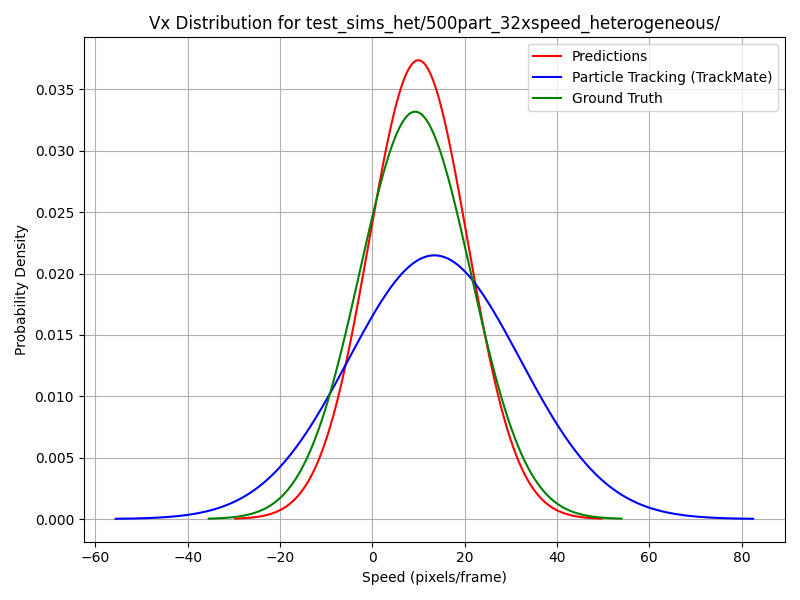 Vx Distribution for test_sims_het/500part_32xspeed_heterogeneous/
Predictions
Particle Tracking (TrackMate)
Ground Truth
Probability Density
0.035
0.030
0.025
0.020
0.015
0.010
0.005
0.000
−60 −40 −20 0 20 40 60 80
Speed (pixels/frame)